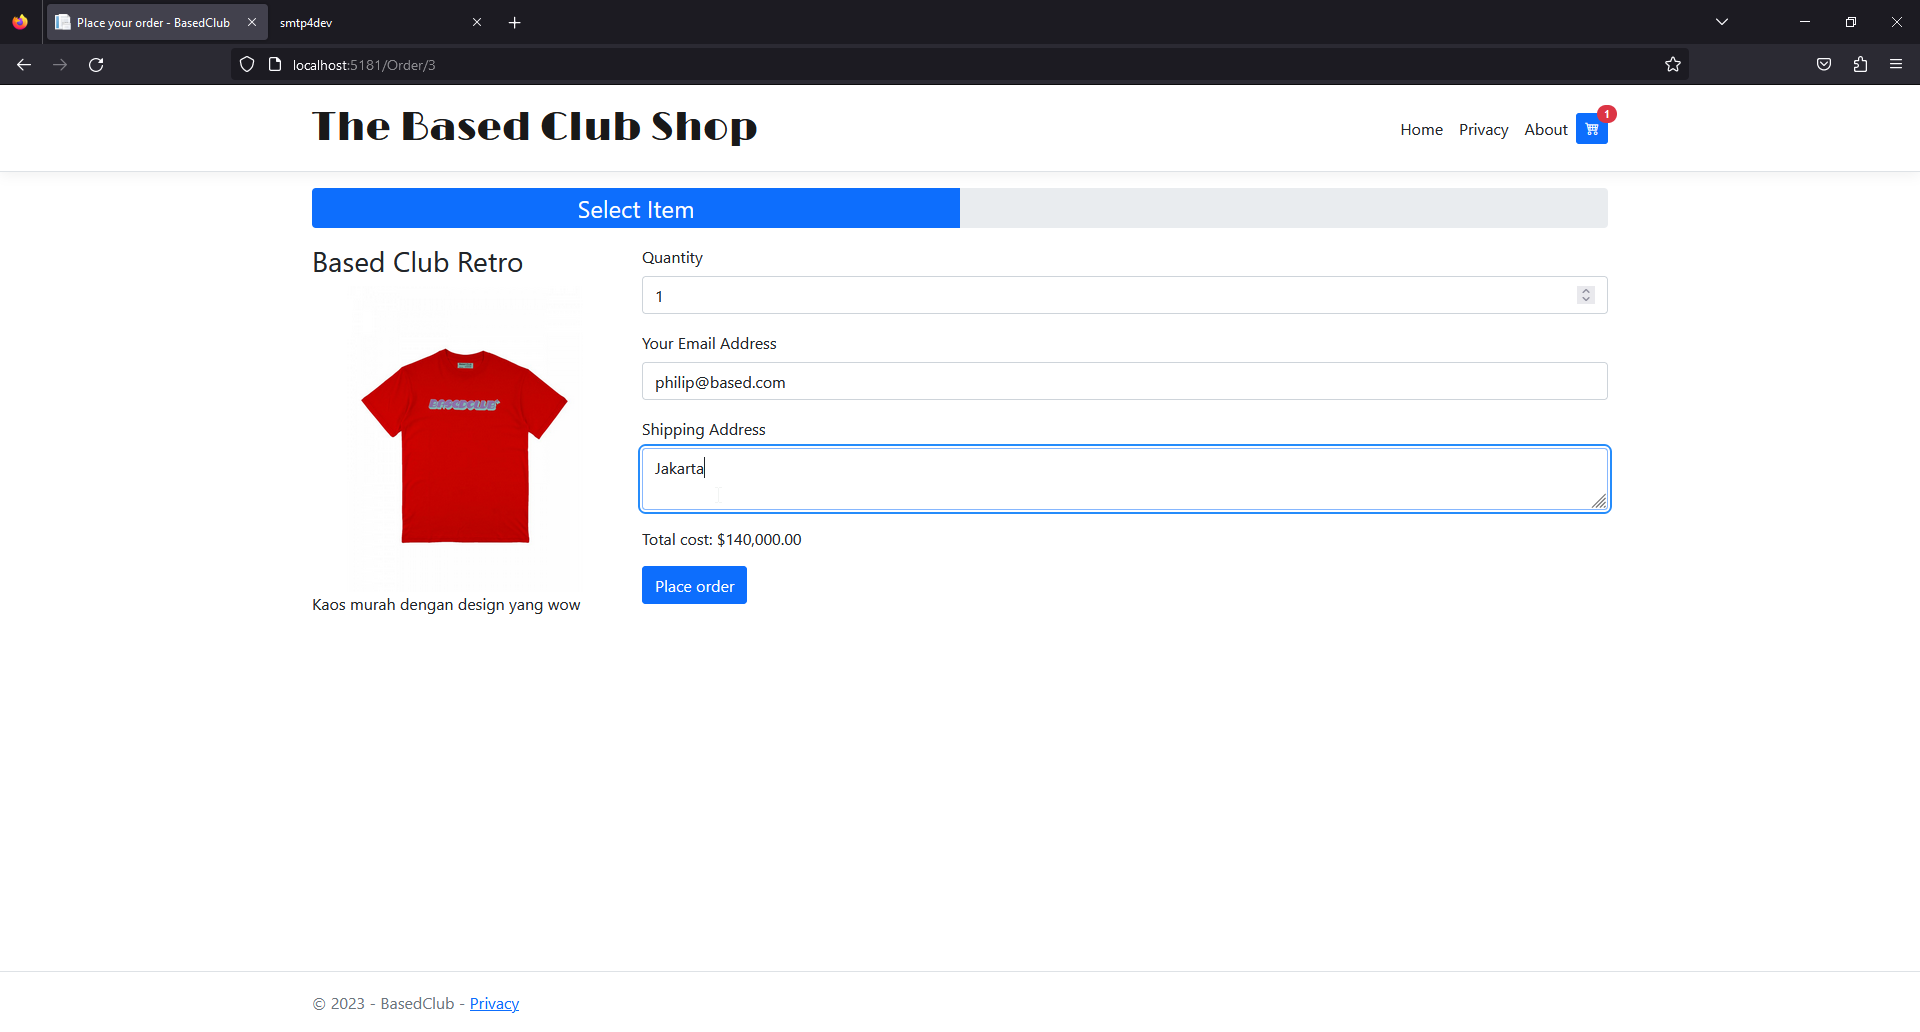 Place your order - BasedClub
smtp4dev
localhost:5181/Order/3
The Based Club Shop
Home
Privacy
About
1
Select Item
Based Club Retro
BASEDCLUB
Kaos murah dengan design yang wow
Quantity
1
Your Email Address
philip@based.com
Shipping Address
Jakarta
Total cost: $140,000.00
Place order
© 2023 - BasedClub - Privacy